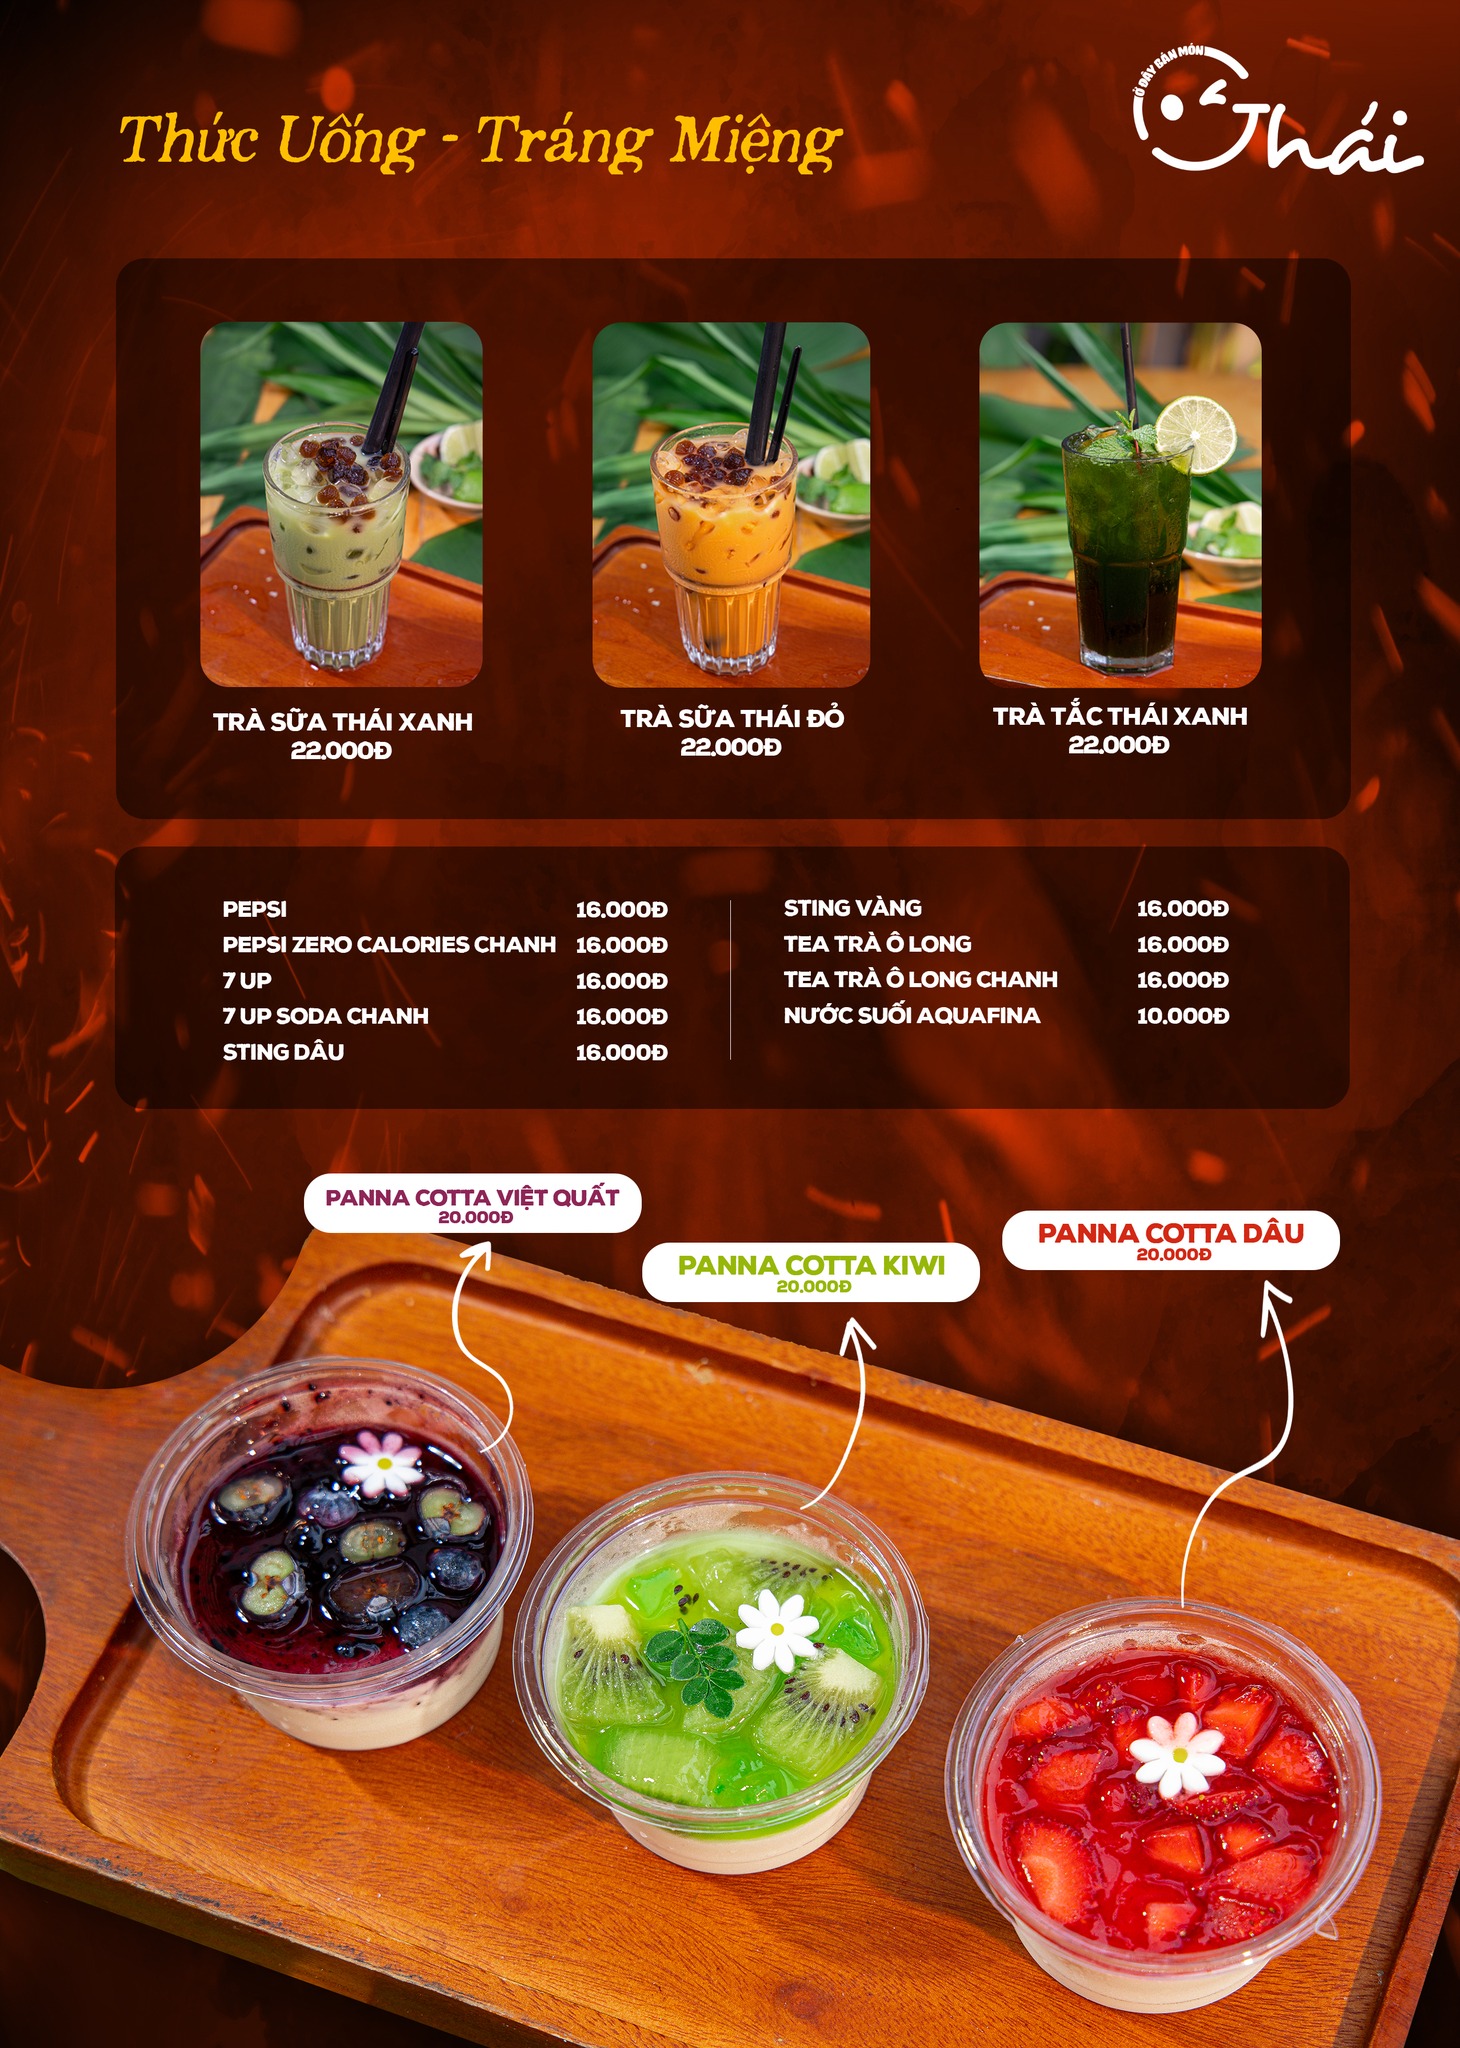 Thức Uống - Tráng Miệng
Ở ĐÂY BÁN MÓN
Thái
TRÀ SỮA THÁI XANH
22.000Đ
TRÀ SỮA THÁI ĐỎ
22.000Đ
TRÀ TẮC THÁI XANH
22.000Đ
PEPSI 16.000Đ
PEPSI ZERO CALORIES CHANH 16.000Đ
7 UP 16.000Đ
7 UP SODA CHANH 16.000Đ
STING DÂU 16.000Đ
STING VÀNG 16.000Đ
TEA TRÀ Ô LONG 16.000Đ
TEA TRÀ Ô LONG CHANH 16.000Đ
NƯỚC SUỐI AQUAFINA 10.000Đ
PANNA COTTA VIỆT QUẤT
20.000Đ
PANNA COTTA KIWI
20.000Đ
PANNA COTTA DÂU
20.000Đ